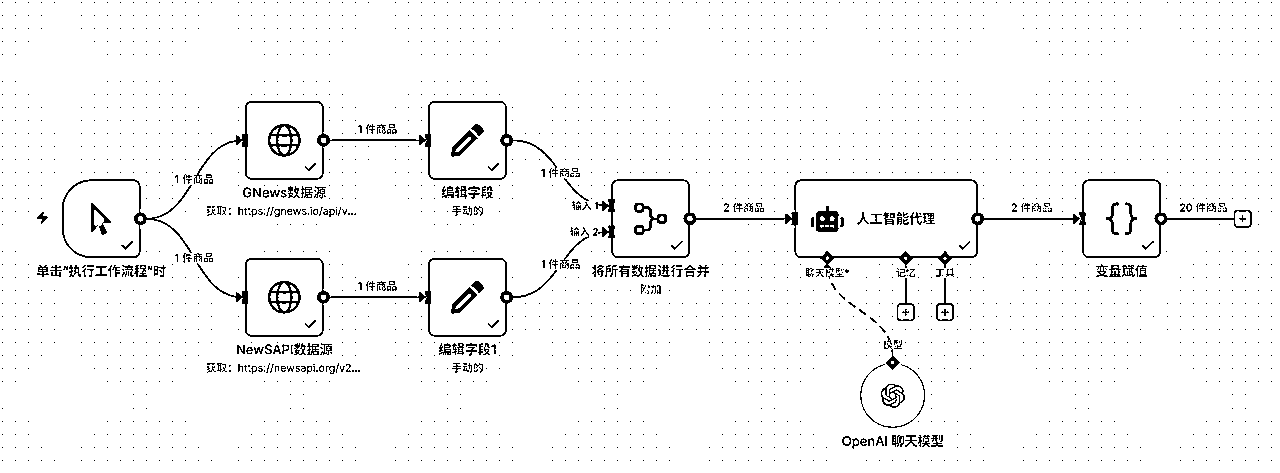 1 件商品
GNews数据源
获取：https://gnews.io/api/v...
1 件商品
编辑字段
手动的
1 件商品
单击"执行工作流程"时
1 件商品
NewSAPI数据源
获取：https://newsapi.org/v2...
1 件商品
编辑字段1
手动的
1 件商品
输入 1
输入 2
将所有数据进行合并
附加
2 件商品
人工智能代理
聊天模型*
记忆
工具
模型
OpenAI 聊天模型
2 件商品
{ }
变量赋值
20 件商品